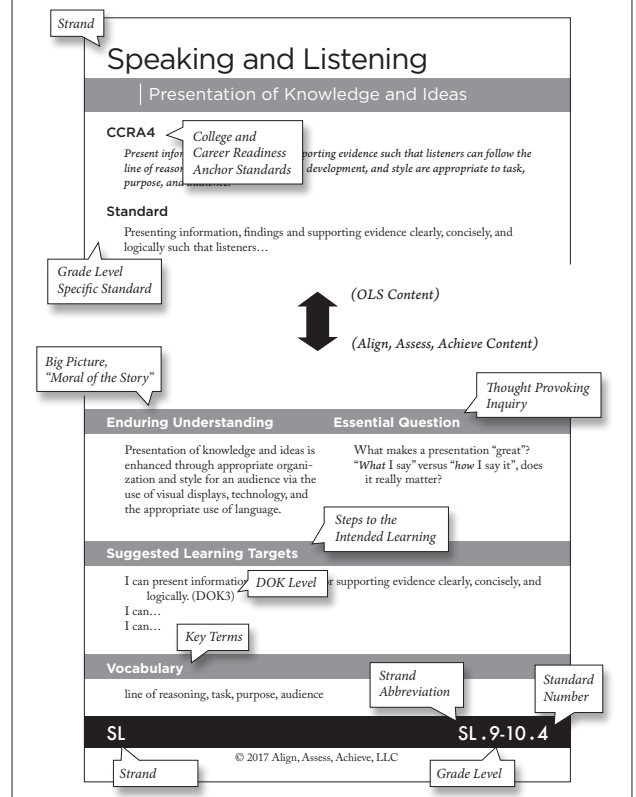 Strand
Speaking and Listening
Presentation of Knowledge and Ideas
CCRA4
College and
Career Readiness
Anchor Standards
Present infor porting evidence such that listeners can follow the
line of reason development, and style are appropriate to task,
purpose, and audience.
Standard
Presenting information, findings and supporting evidence clearly, concisely, and
logically such that listeners…
Grade Level
Specific Standard
(OLS Content)
(Align, Assess, Achieve Content)
Big Picture,
“Moral of the Story”
Thought Provoking
Inquiry
Enduring Understanding
Presentation of knowledge and ideas is
enhanced through appropriate organi-
zation and style for an audience via the
use of visual displays, technology, and
the appropriate use of language.
Essential Question
What makes a presentation “great”?
“What I say” versus “how I say it”, does
it really matter?
Steps to the
Intended Learning
Suggested Learning Targets
I can present information r supporting evidence clearly, concisely, and
logically. (DOK3)
DOK Level
I can…
I can…
Key Terms
Vocabulary
line of reasoning, task, purpose, audience
Strand
Abbreviation
Standard
Number
SL
SL.9-10.4
© 2017 Align, Assess, Achieve, LLC
Strand
Grade Level